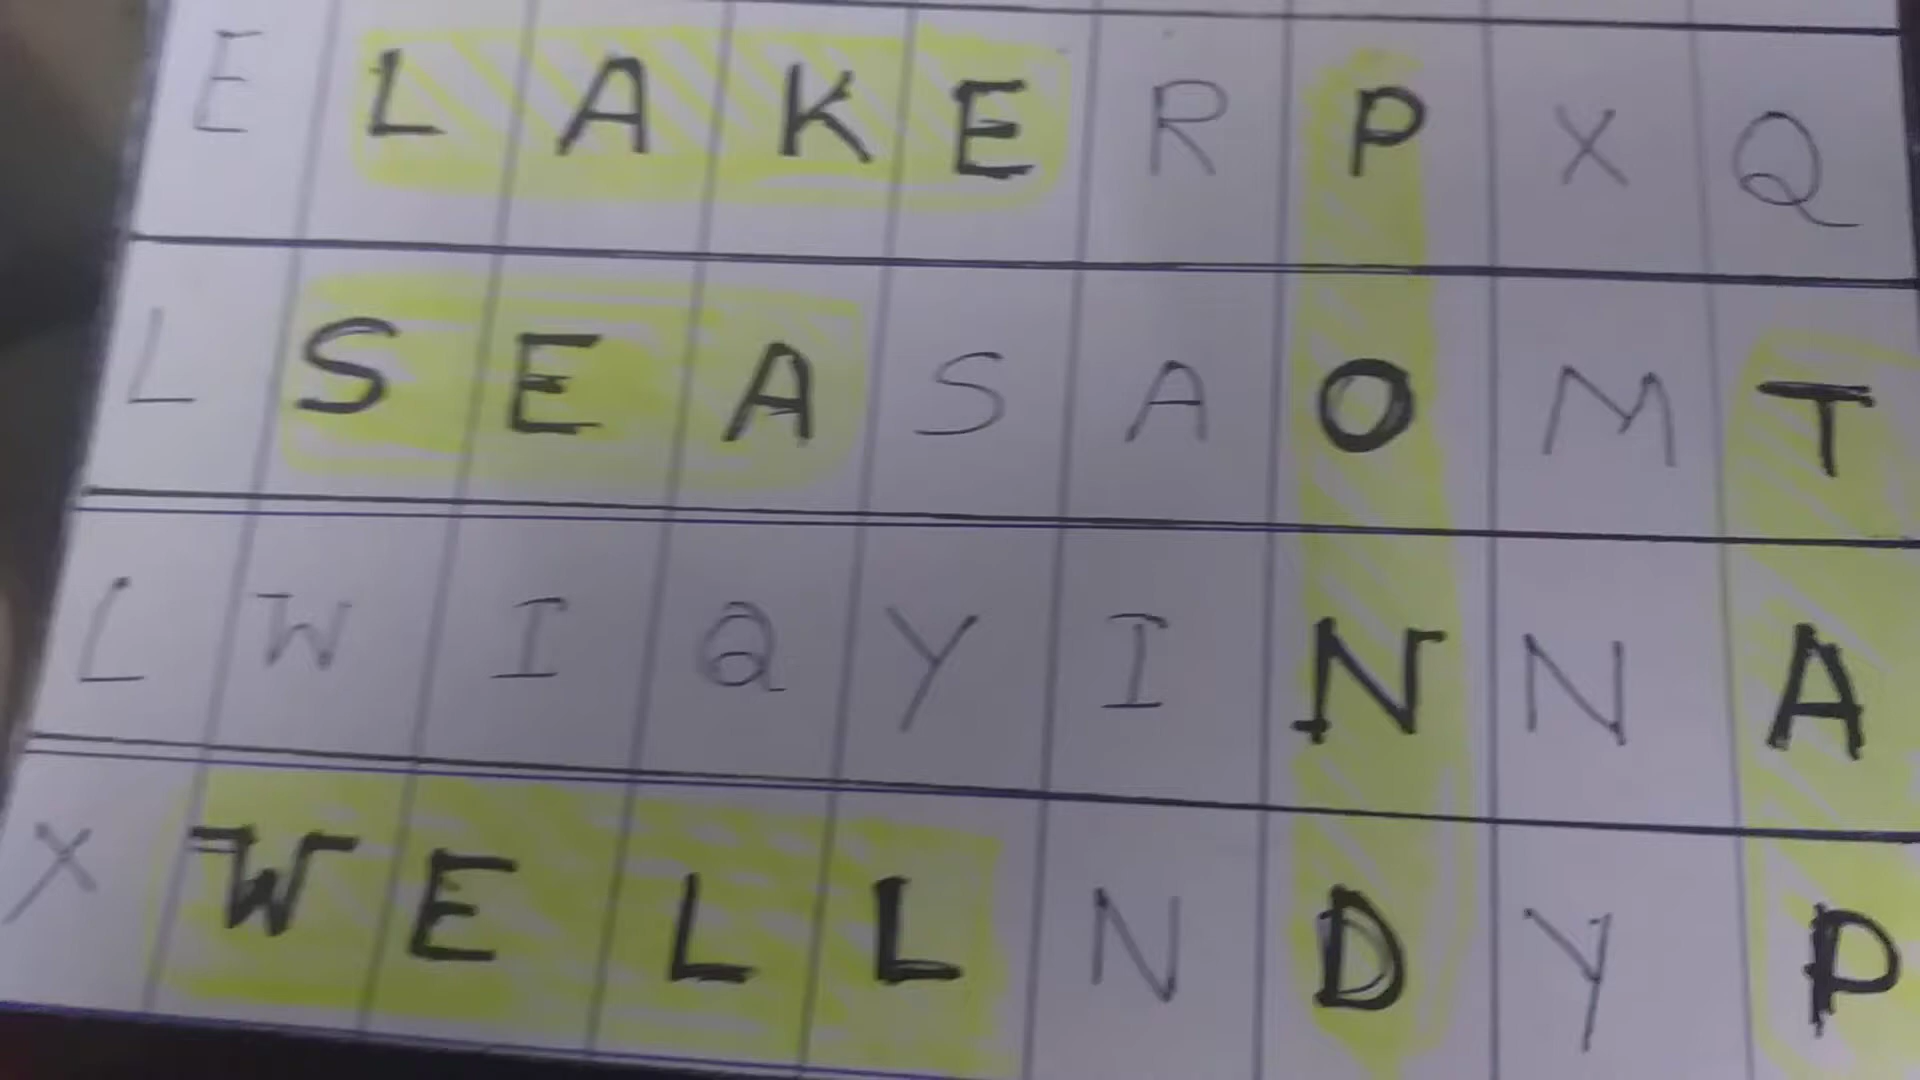 E L A K E R P X Q
L S E A S A O M T
L W I Q Y I N N A
X W E L L N D Y P